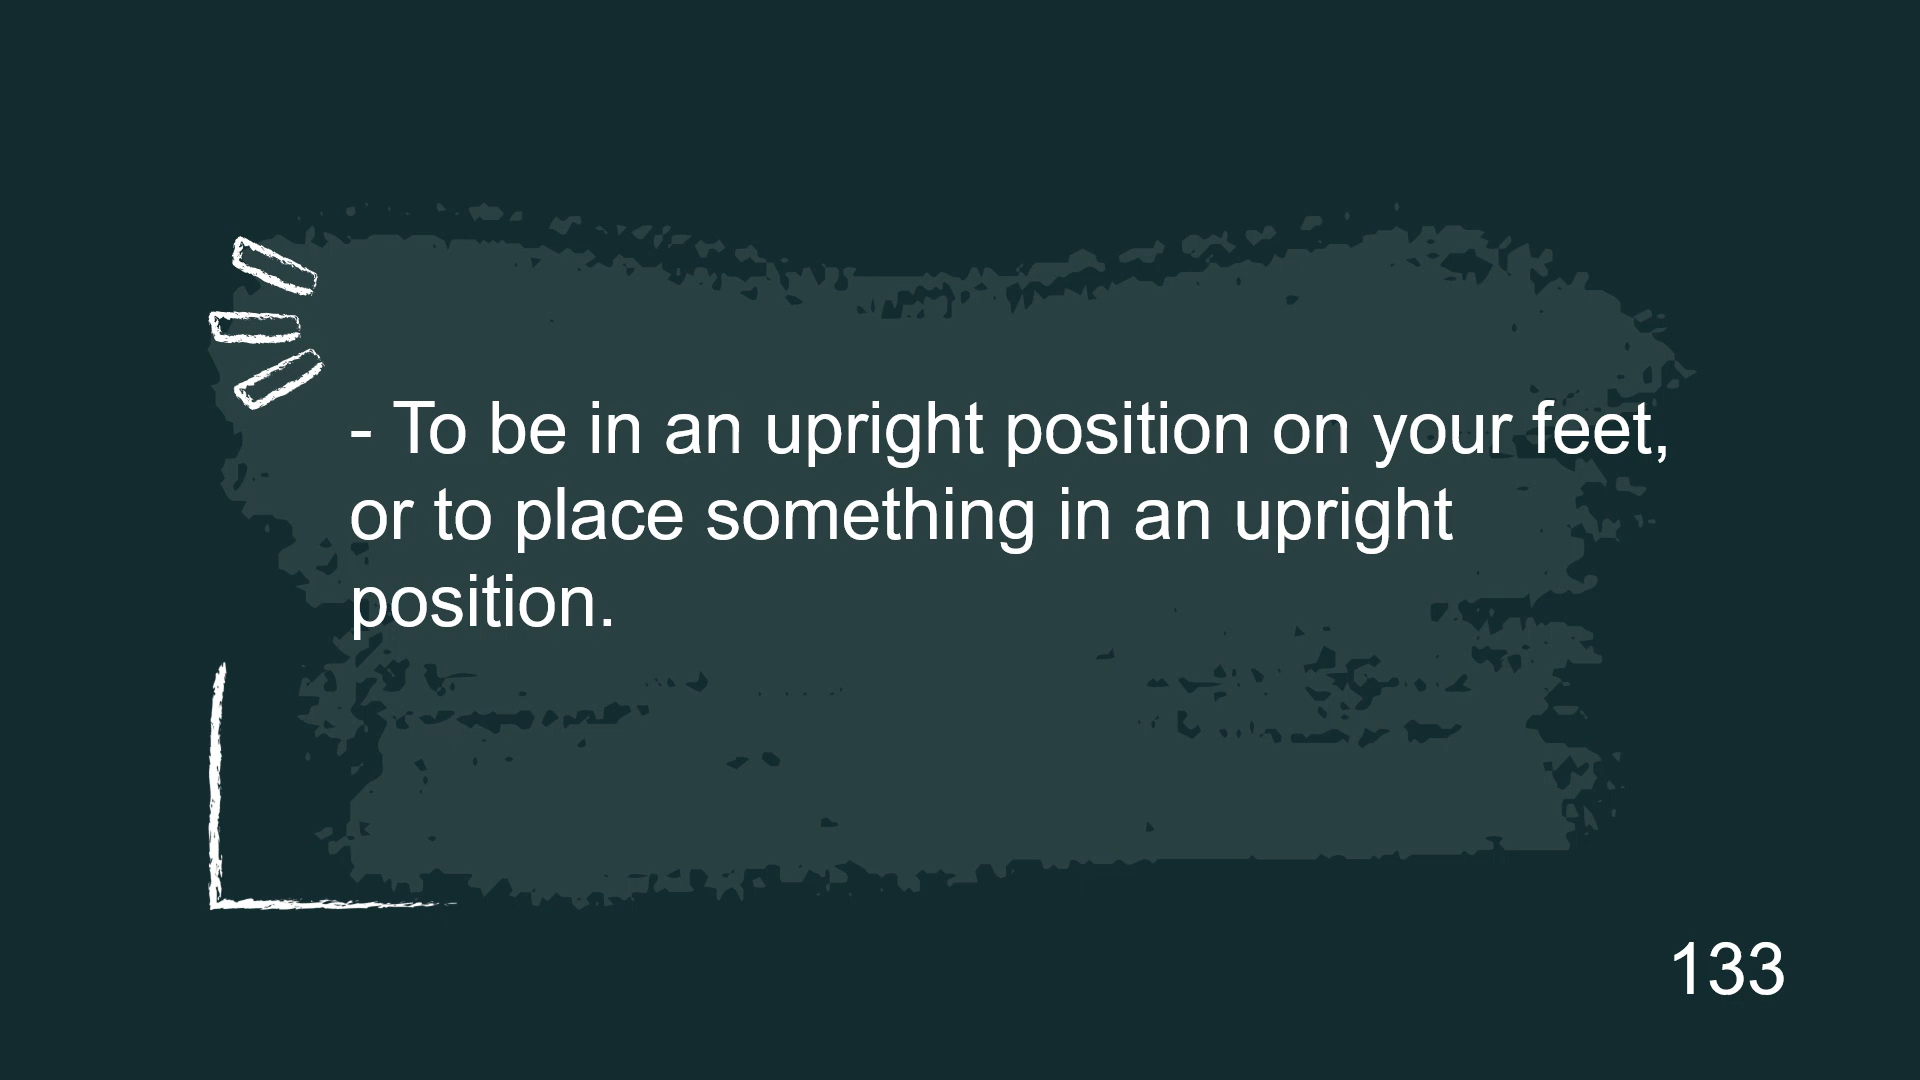 - To be in an upright position on your feet,
or to place something in an upright
position.
133